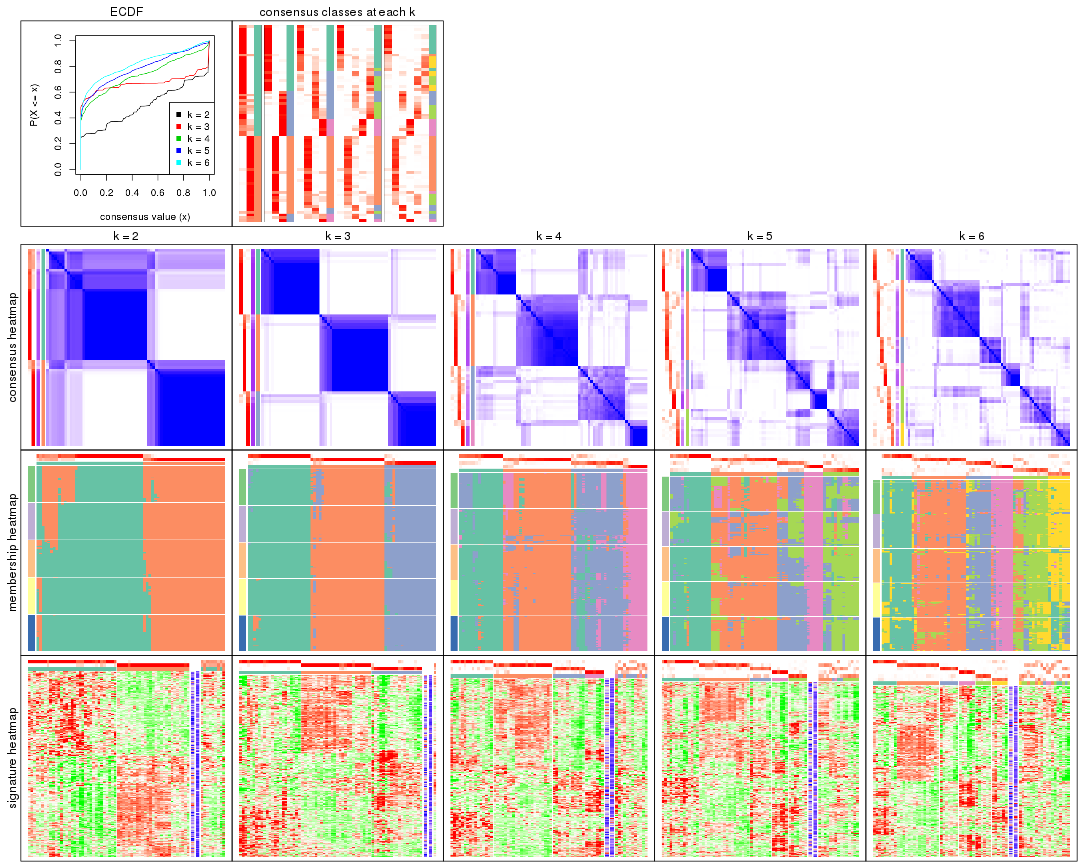 ECDF
consensus classes at each k
P(X <= x)
0.0 0.2 0.4 0.6 0.8 1.0
k = 2
k = 3
k = 4
k = 5
k = 6
0.0 0.2 0.4 0.6 0.8 1.0
consensus value (x)
k = 2
k = 3
k = 4
k = 5
k = 6
consensus heatmap
membership heatmap
signature heatmap